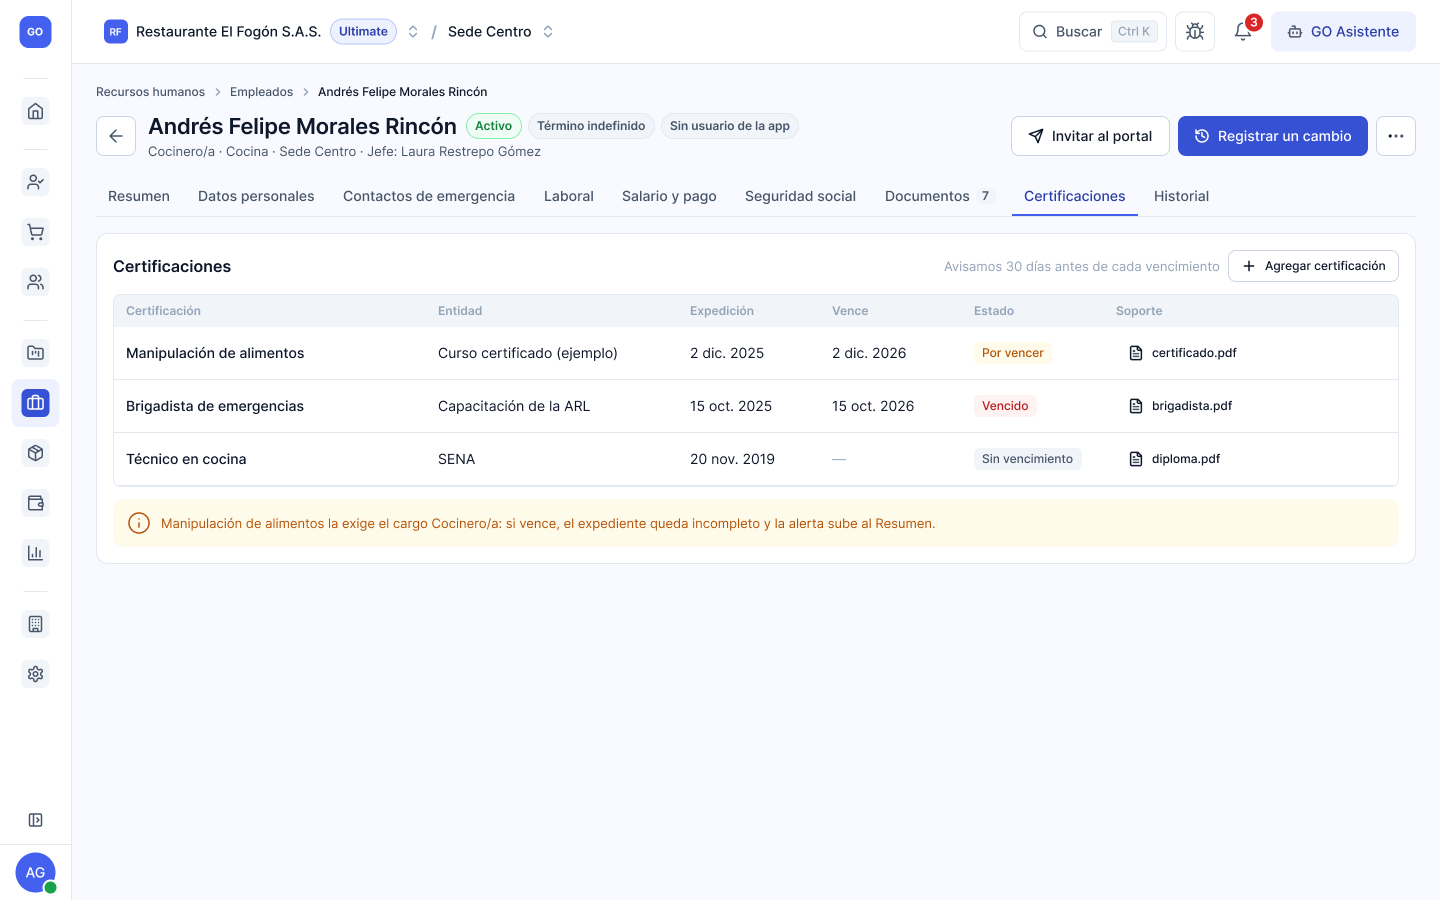 GO
RF Restaurante El Fogón S.A.S. Ultimate / Sede Centro
Buscar Ctrl K
3
GO Asistente
Recursos humanos > Empleados > Andrés Felipe Morales Rincón
Andrés Felipe Morales Rincón Activo Término indefinido Sin usuario de la app
Cocinero/a · Cocina · Sede Centro · Jefe: Laura Restrepo Gómez
Invitar al portal
Registrar un cambio
Resumen Datos personales Contactos de emergencia Laboral Salario y pago Seguridad social Documentos 7 Certificaciones Historial
Certificaciones
Avisamos 30 días antes de cada vencimiento
+ Agregar certificación
Certificación Entidad Expedición Vence Estado Soporte
Manipulación de alimentos Curso certificado (ejemplo) 2 dic. 2025 2 dic. 2026 Por vencer certificado.pdf
Brigadista de emergencias Capacitación de la ARL 15 oct. 2025 15 oct. 2026 Vencido brigadista.pdf
Técnico en cocina SENA 20 nov. 2019 — Sin vencimiento diploma.pdf
Manipulación de alimentos la exige el cargo Cocinero/a: si vence, el expediente queda incompleto y la alerta sube al Resumen.
AG